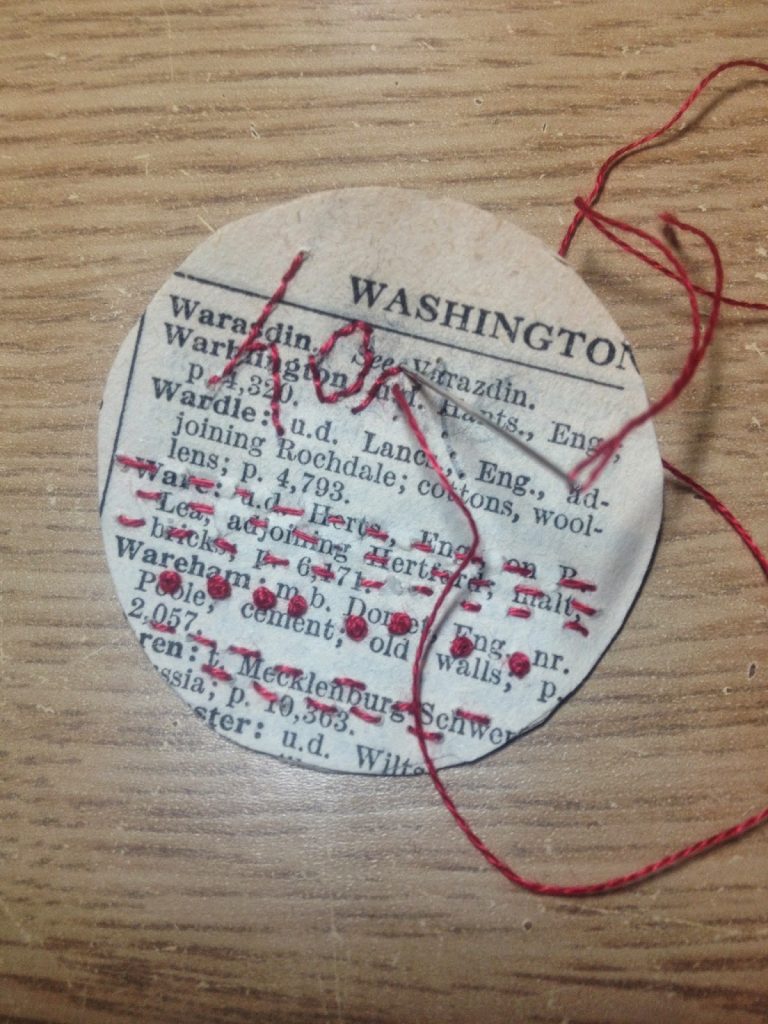 WASHINGTON
Warazdin. See Varazdin.
Warblington: u.d. Hants., Eng.,
p. 4,320.
Wardle: u.d. Lancs., Eng., ad-
joining Rochdale; cottons, wool-
lens; p. 4,793.
Ware: u.d. Herts., Eng., on R.
Lea, adjoining Hertford; malt,
bricks; p. 6,171.
Wareham: m.b. Dorset, Eng. nr.
Poole; cement; old walls; p.
2,057.
ren: t. Mecklenburg-Schwer
ssia; p. 10,363.
ster: u.d. Wilts